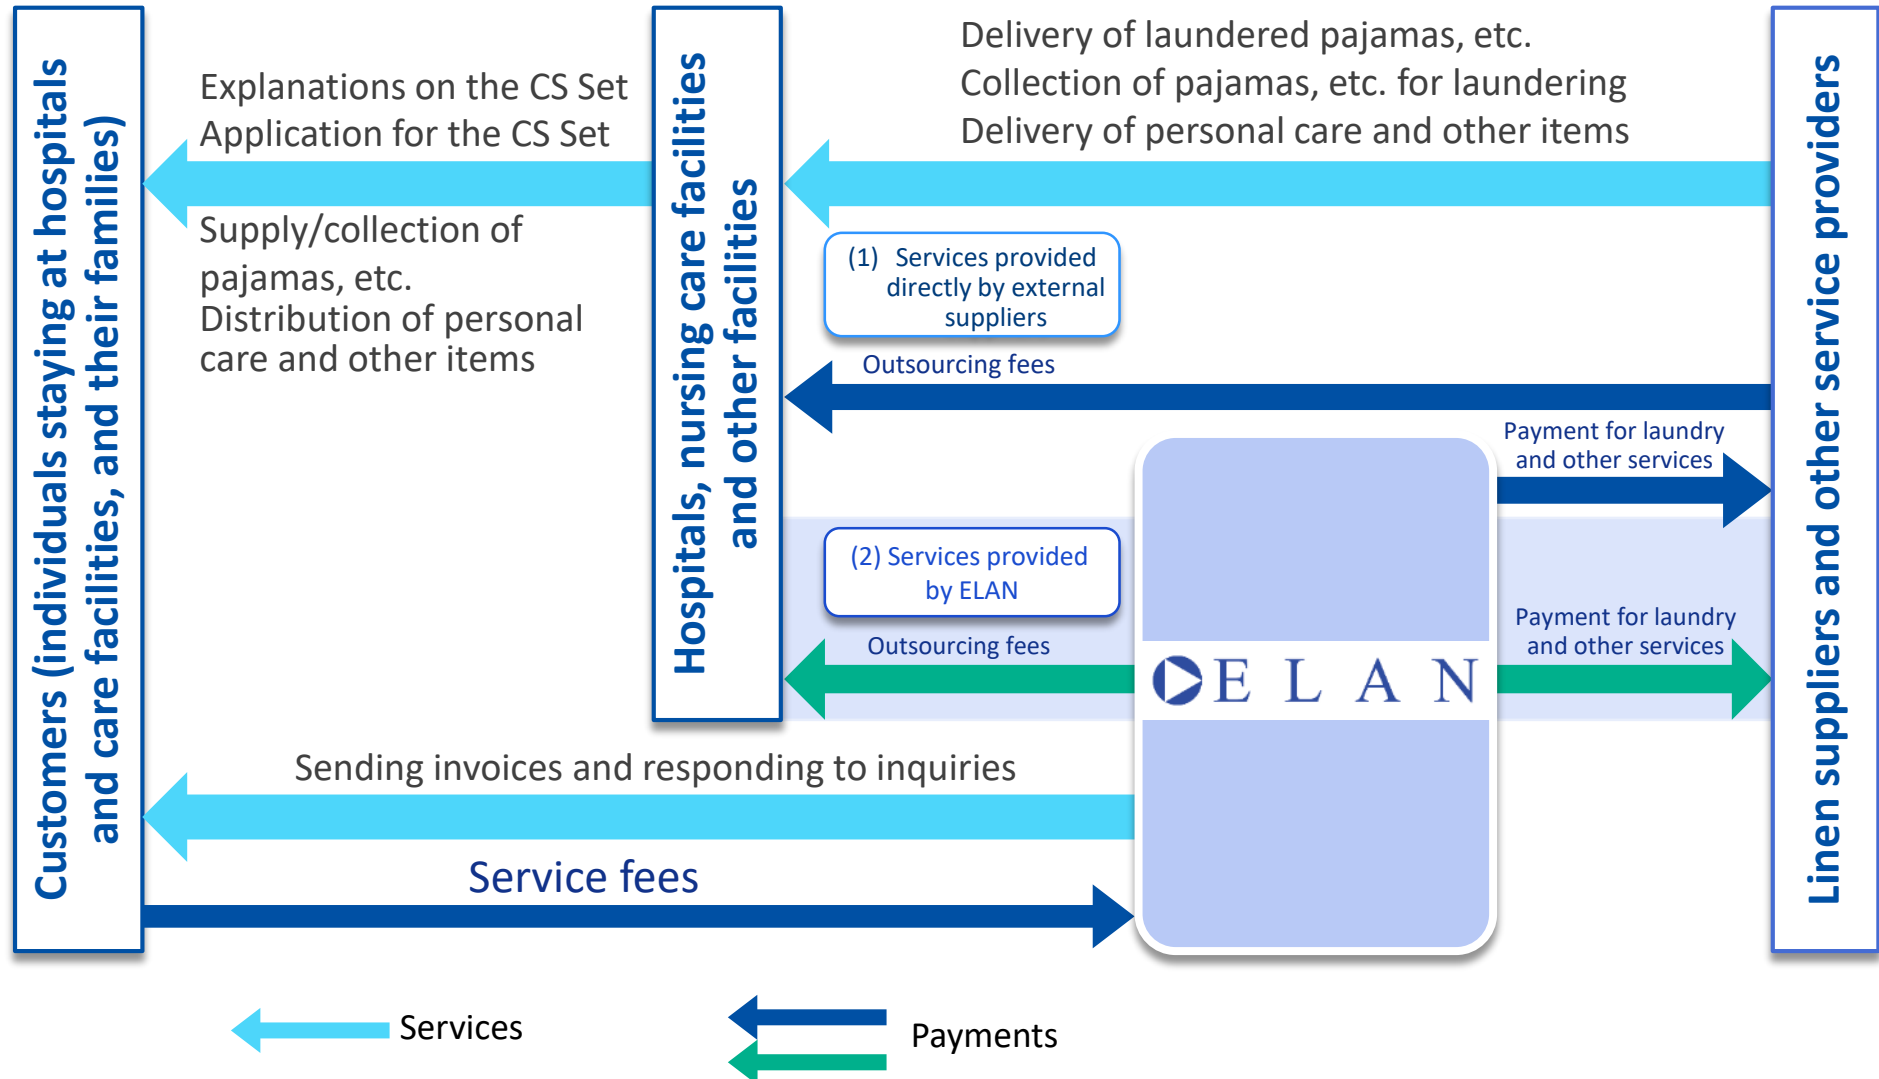 Customers (individuals staying at hospitals
and care facilities, and their families)
Explanations on the CS Set
Application for the CS Set
Supply/collection of
pajamas, etc.
Distribution of personal
care and other items
Hospitals, nursing care facilities
and other facilities
Delivery of laundered pajamas, etc.
Collection of pajamas, etc. for laundering
Delivery of personal care and other items
(1) Services provided
directly by external
suppliers
Outsourcing fees
Payment for laundry
and other services
(2) Services provided
by ELAN
Outsourcing fees
Payment for laundry
and other services
ELAN
Linen suppliers and other service providers
Sending invoices and responding to inquiries
Service fees
Services
Payments